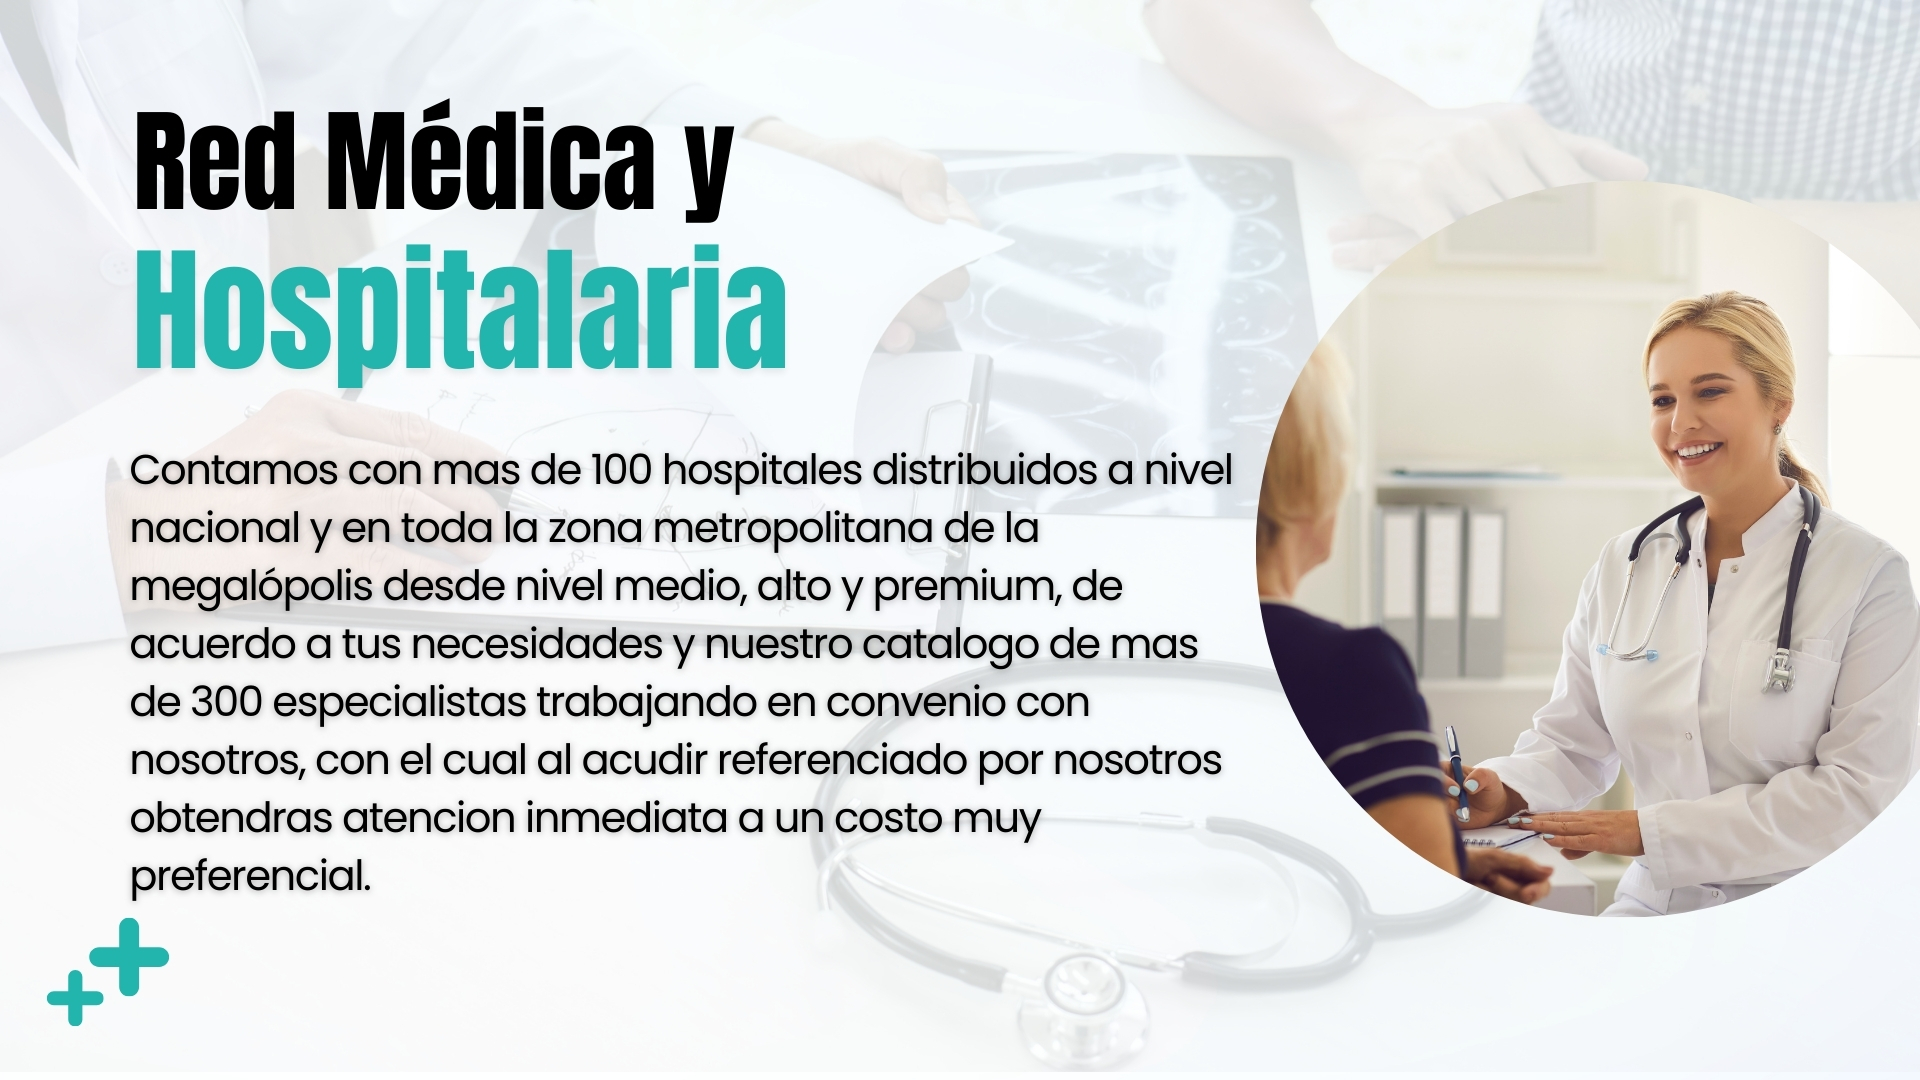 Red Médica y
Hospitalaria
Contamos con mas de 100 hospitales distribuidos a nivel
nacional y en toda la zona metropolitana de la
megalópolis desde nivel medio, alto y premium, de
acuerdo a tus necesidades y nuestro catalogo de mas
de 300 especialistas trabajando en convenio con
nosotros, con el cual al acudir referenciado por nosotros
obtendras atencion inmediata a un costo muy
preferencial.